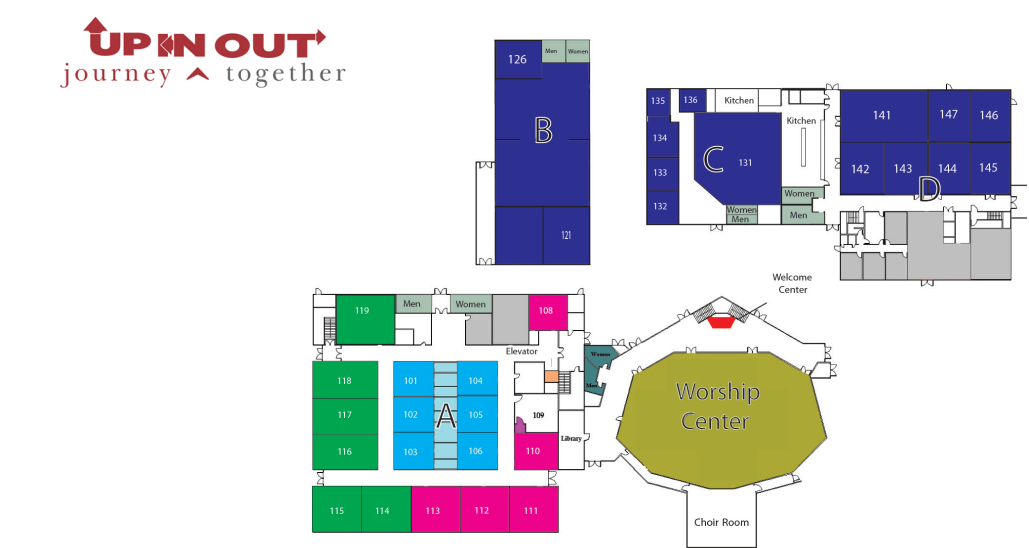 UP IN OUT
journey together
126
Men
Women
B
121
135
136
Kitchen
134
133
132
C
131
Kitchen
Women
Men
Women
Men
141
147
146
142
143
144
145
D
Welcome
Center
119
Men
Women
108
Elevator
118
117
116
101
102
103
A
104
105
106
109
110
Library
115
114
113
112
111
Women
Men
Worship
Center
Choir Room